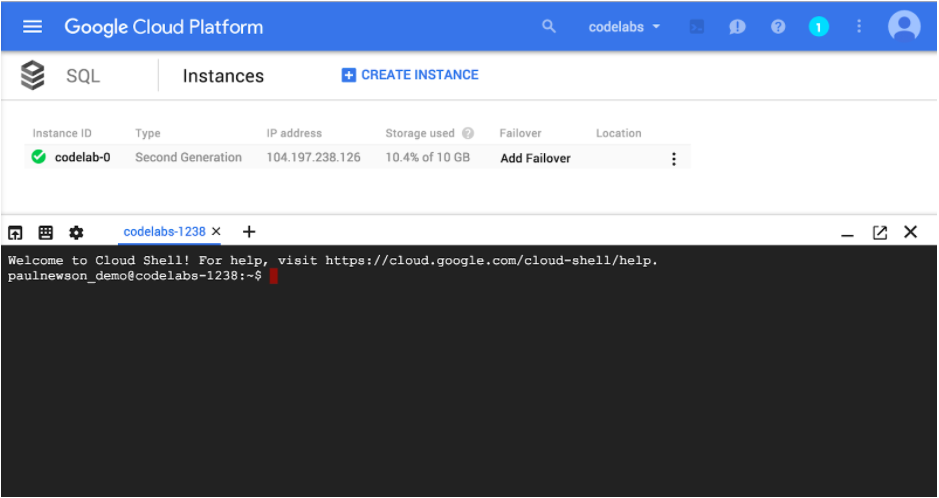 Google Cloud Platform codelabs 1
SQL Instances CREATE INSTANCE
Instance ID Type IP address Storage used Failover Location
codelab-0 Second Generation 104.197.238.126 10.4% of 10 GB Add Failover
codelabs-1238
Welcome to Cloud Shell! For help, visit https://cloud.google.com/cloud-shell/help.
paulnewson_demo@codelabs-1238:~$